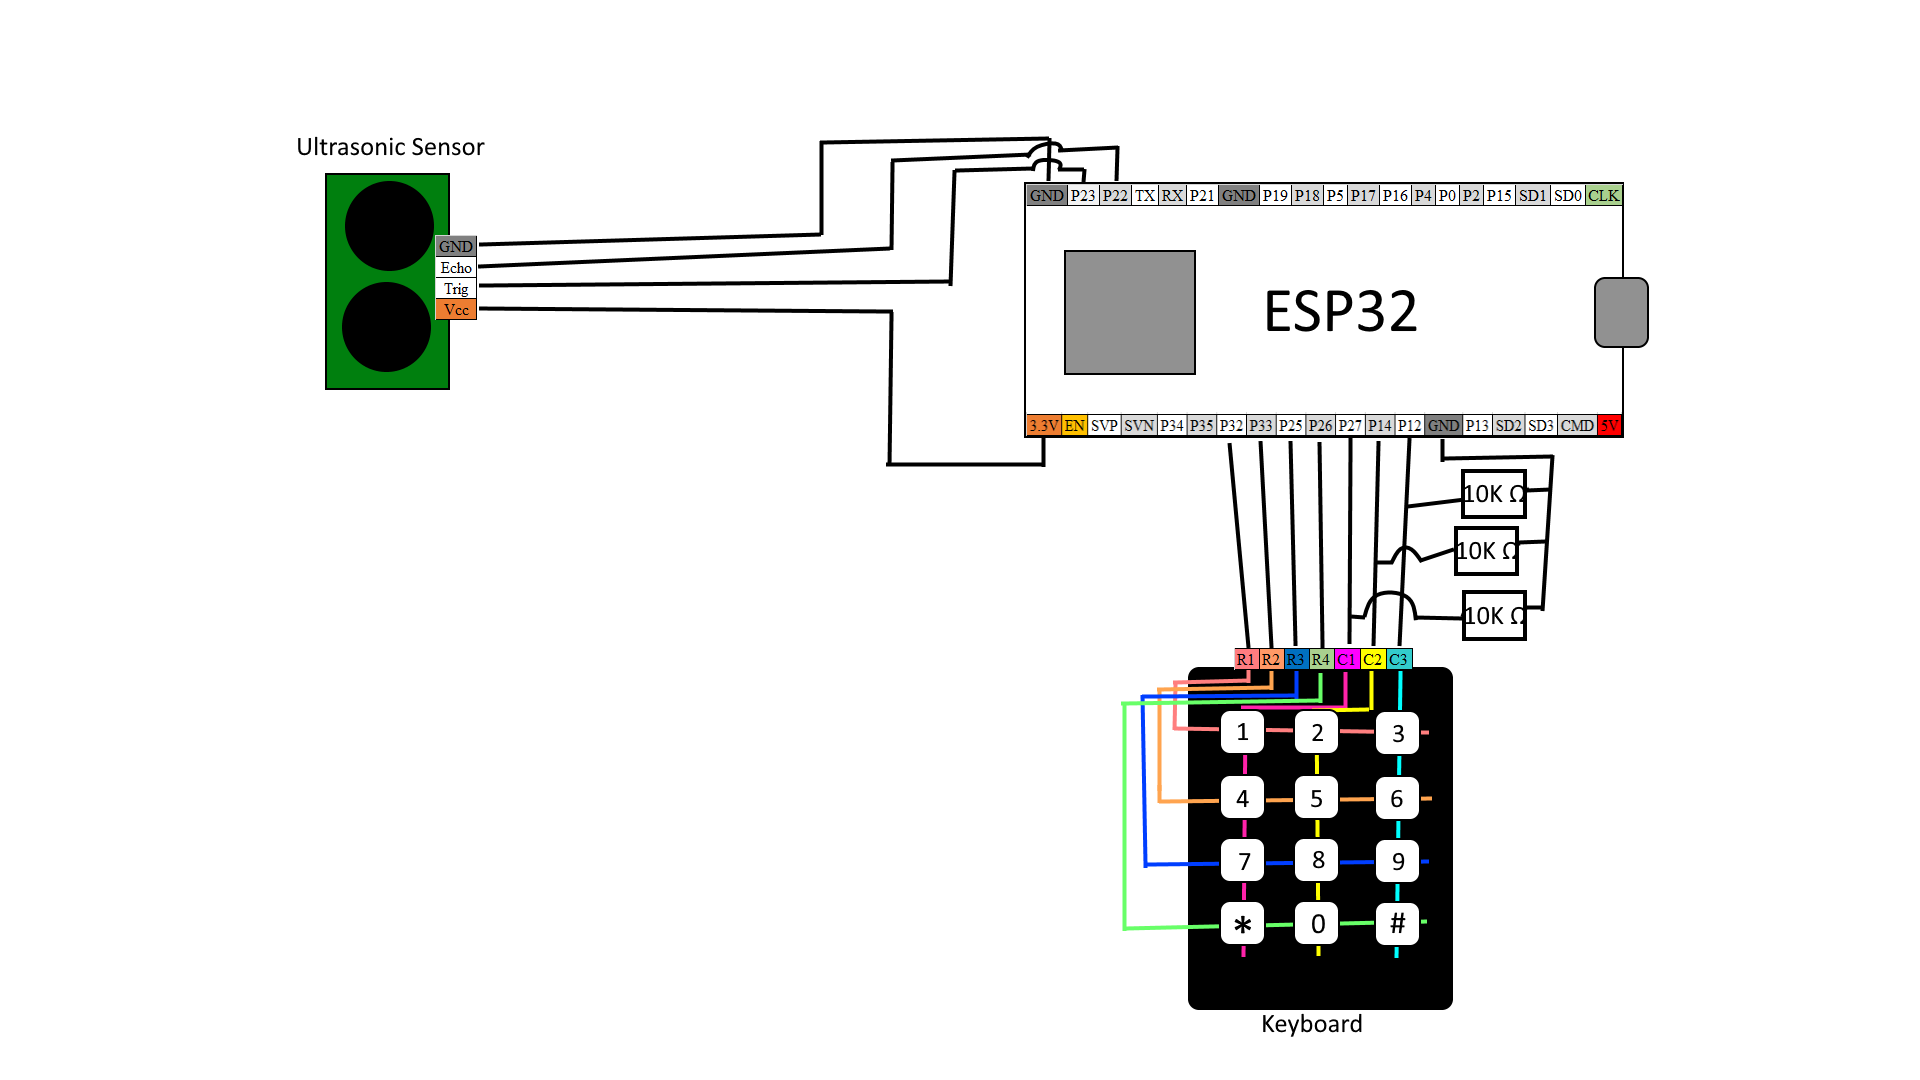 Ultrasonic Sensor
GND
Echo
Trig
Vcc
GND P23 P22 TX RX P21 GND P19 P18 P5 P17 P16 P4 P0 P2 P15 SD1 SD0 CLK
ESP32
3.3V EN SVP SVN P34 P35 P32 P33 P25 P26 P27 P14 P12 GND P13 SD2 SD3 CMD 5V
10K Ω
10K Ω
10K Ω
R1 R2 R3 R4 C1 C2 C3
1 2 3
4 5 6
7 8 9
* 0 #
Keyboard